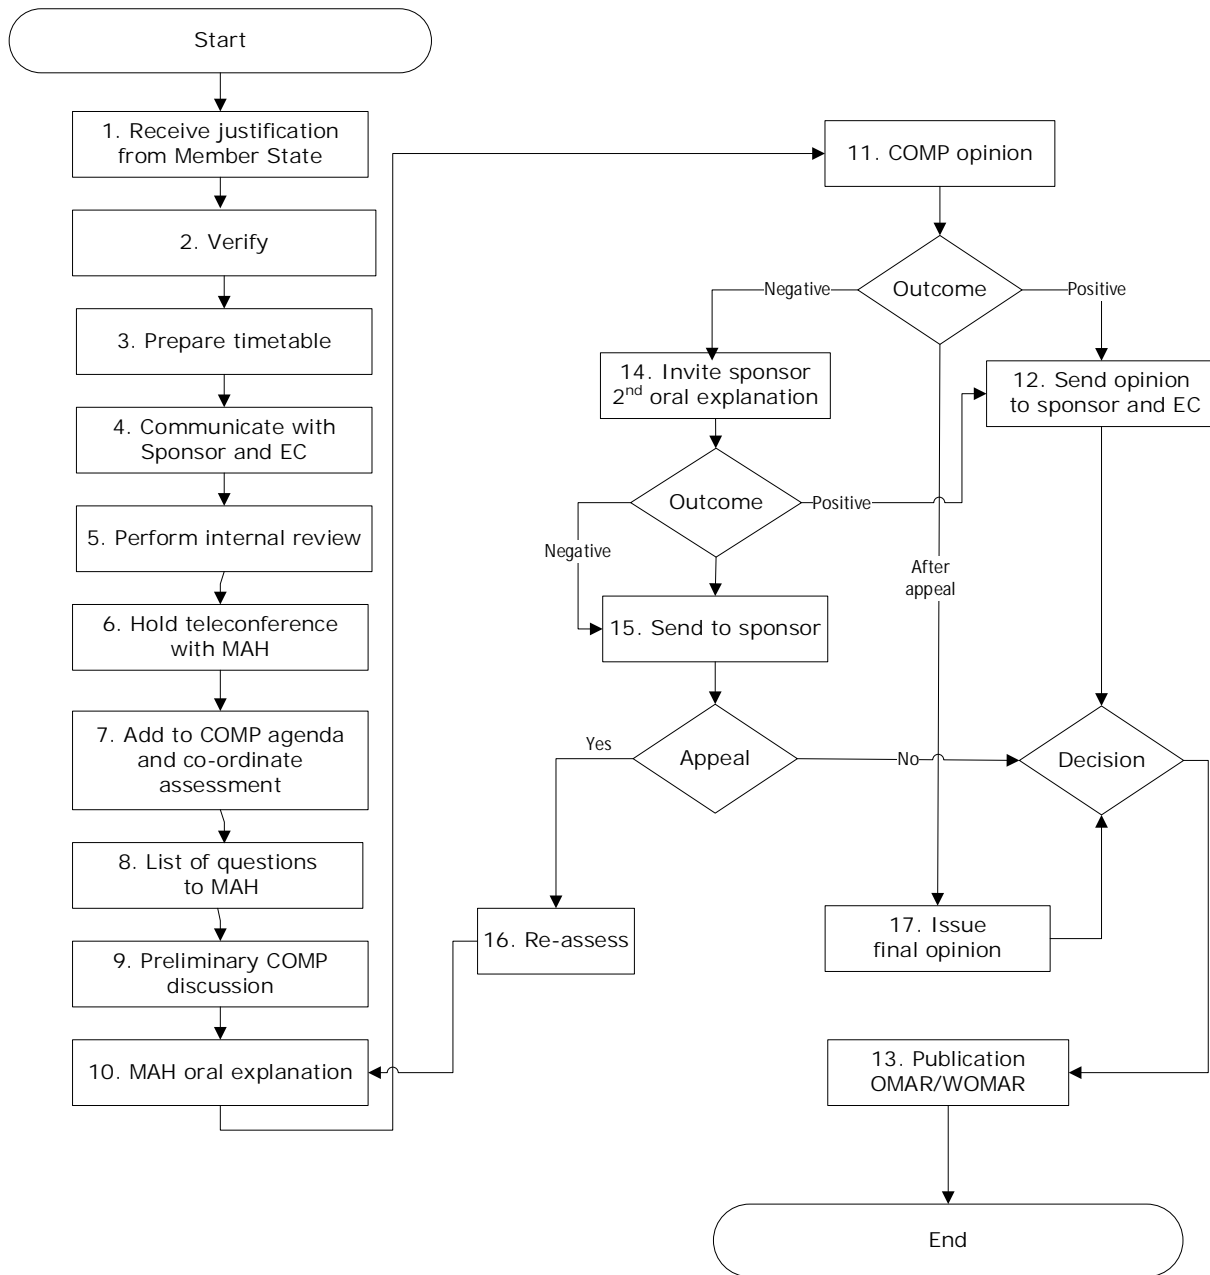 Start
1. Receive justification
from Member State
2. Verify
3. Prepare timetable
4. Communicate with
Sponsor and EC
5. Perform internal review
6. Hold teleconference
with MAH
7. Add to COMP agenda
and co-ordinate
assessment
8. List of questions
to MAH
9. Preliminary COMP
discussion
10. MAH oral explanation
11. COMP opinion
Outcome
Negative
Positive
14. Invite sponsor
2nd oral explanation
12. Send opinion
to sponsor and EC
Outcome
Positive
Negative
After
appeal
15. Send to sponsor
Yes
Appeal
No
Decision
16. Re-assess
17. Issue
final opinion
13. Publication
OMAR/WOMAR
End